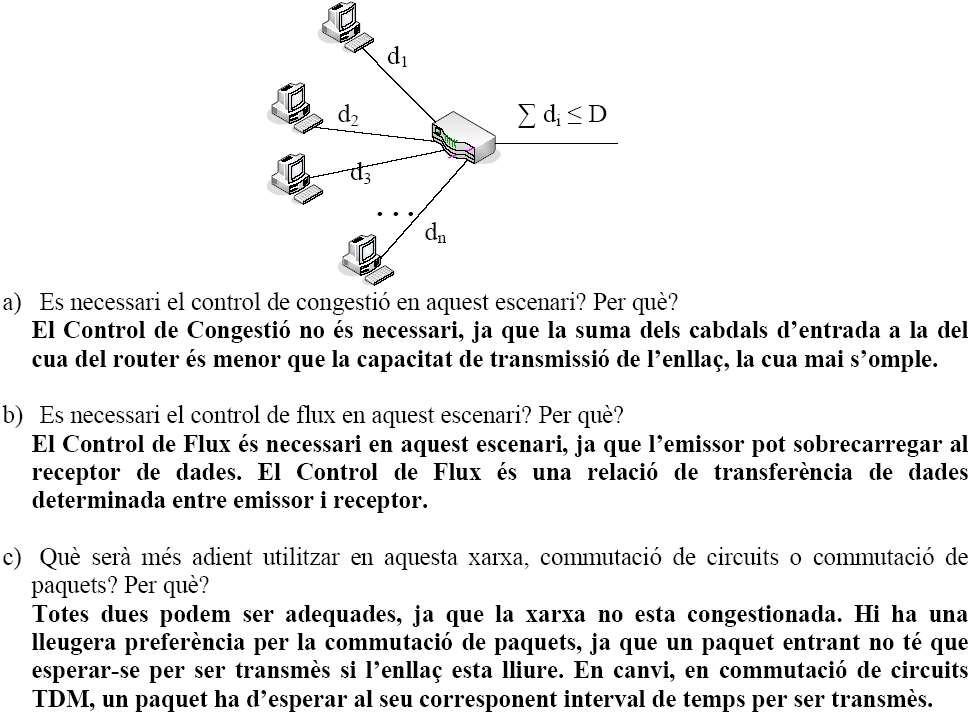 d₁
d₂
∑ dᵢ ≤ D
d₃
. . .
dₙ
a) Es necessari el control de congestió en aquest escenari? Per què?
El Control de Congestió no és necessari, ja que la suma dels cabdals d’entrada a la del
cua del router és menor que la capacitat de transmissió de l’enllaç, la cua mai s’omple.
b) Es necessari el control de flux en aquest escenari? Per què?
El Control de Flux és necessari en aquest escenari, ja que l’emissor pot sobrecarregar al
receptor de dades. El Control de Flux és una relació de transferència de dades
determinada entre emissor i receptor.
c) Què serà més adient utilitzar en aquesta xarxa, commutació de circuits o commutació de
paquets? Per què?
Totes dues podem ser adequades, ja que la xarxa no esta congestionada. Hi ha una
lleugera preferència per la commutació de paquets, ja que un paquet entrant no té que
esperar-se per ser transmès si l’enllaç esta lliure. En canvi, en commutació de circuits
TDM, un paquet ha d’esperar al seu corresponent interval de temps per ser transmès.